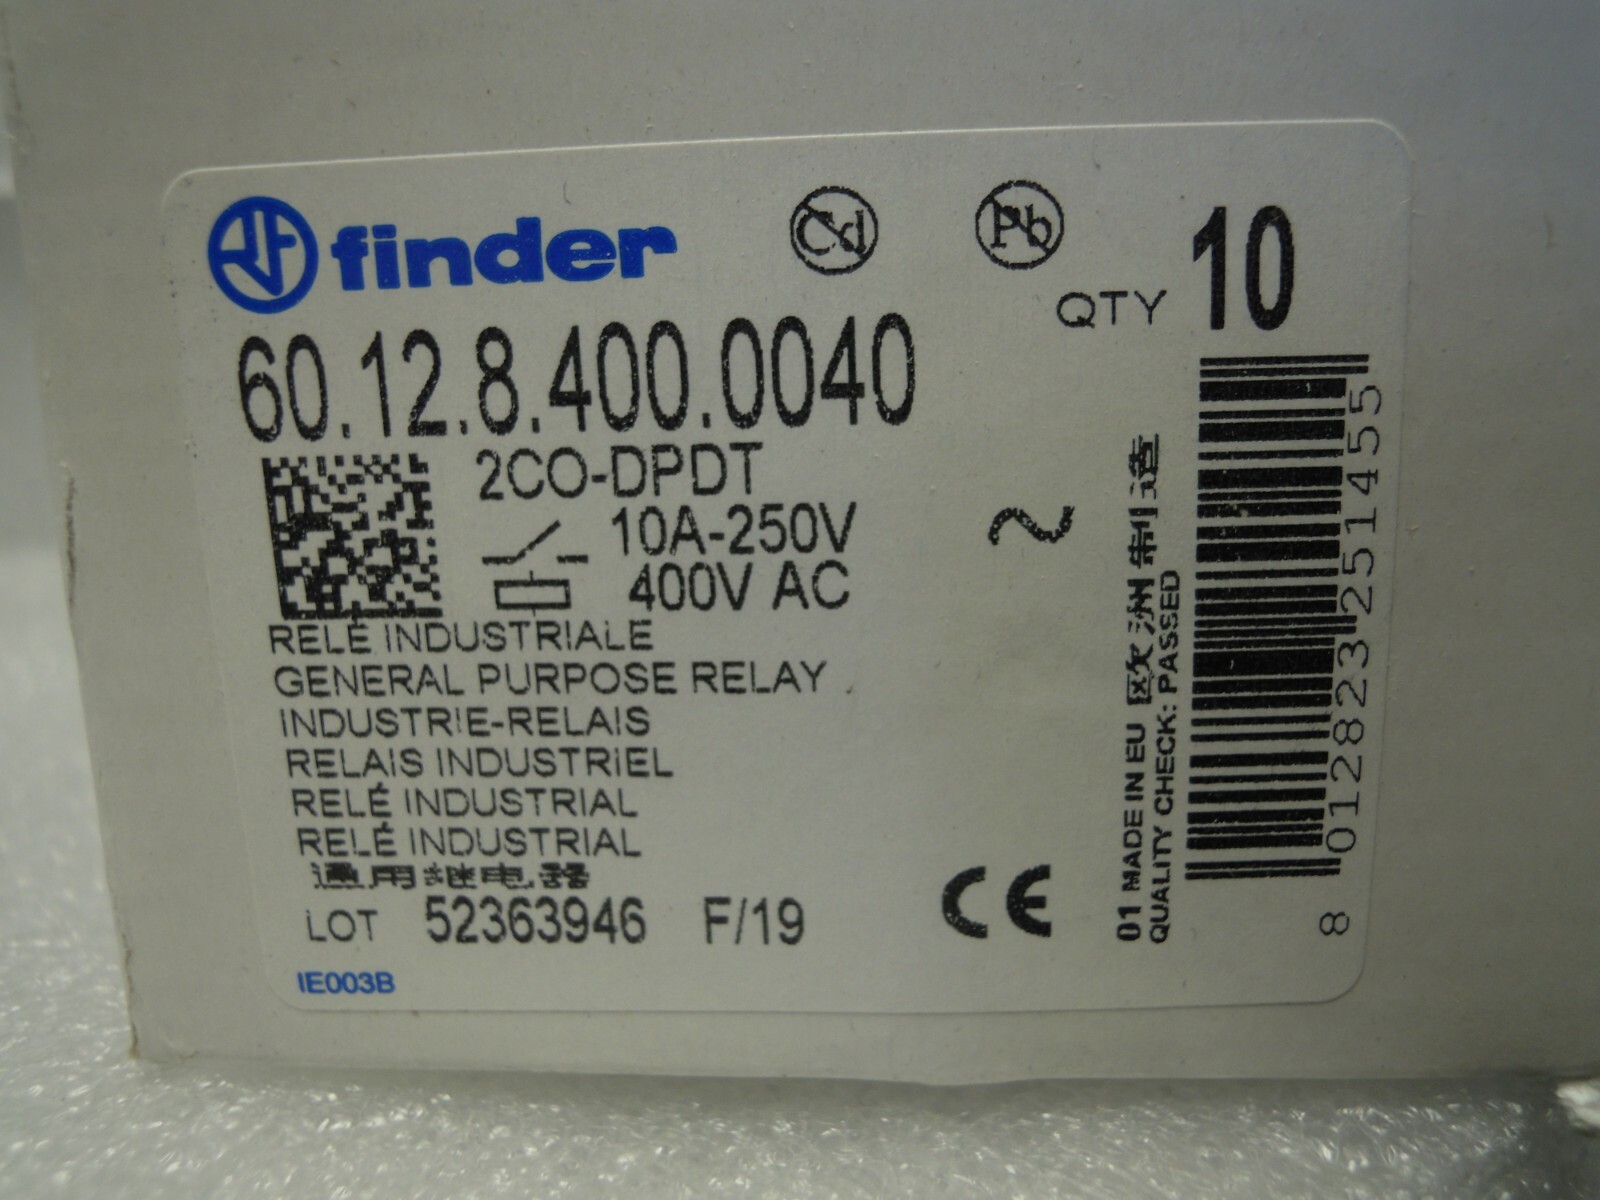 finder
Cd
Pb
QTY 10
60.12.8.400.0040
2CO-DPDT
10A-250V
400V AC
~
RELÈ INDUSTRIALE
GENERAL PURPOSE RELAY
INDUSTRIE-RELAIS
RELAIS INDUSTRIEL
RELÉ INDUSTRIAL
RELÉ INDUSTRIAL
通用继电器
LOT 52363946 F/19
CE
IE003B
01 MADE IN EU 欧洲制造
QUALITY CHECK: PASSED
8 012823 251455